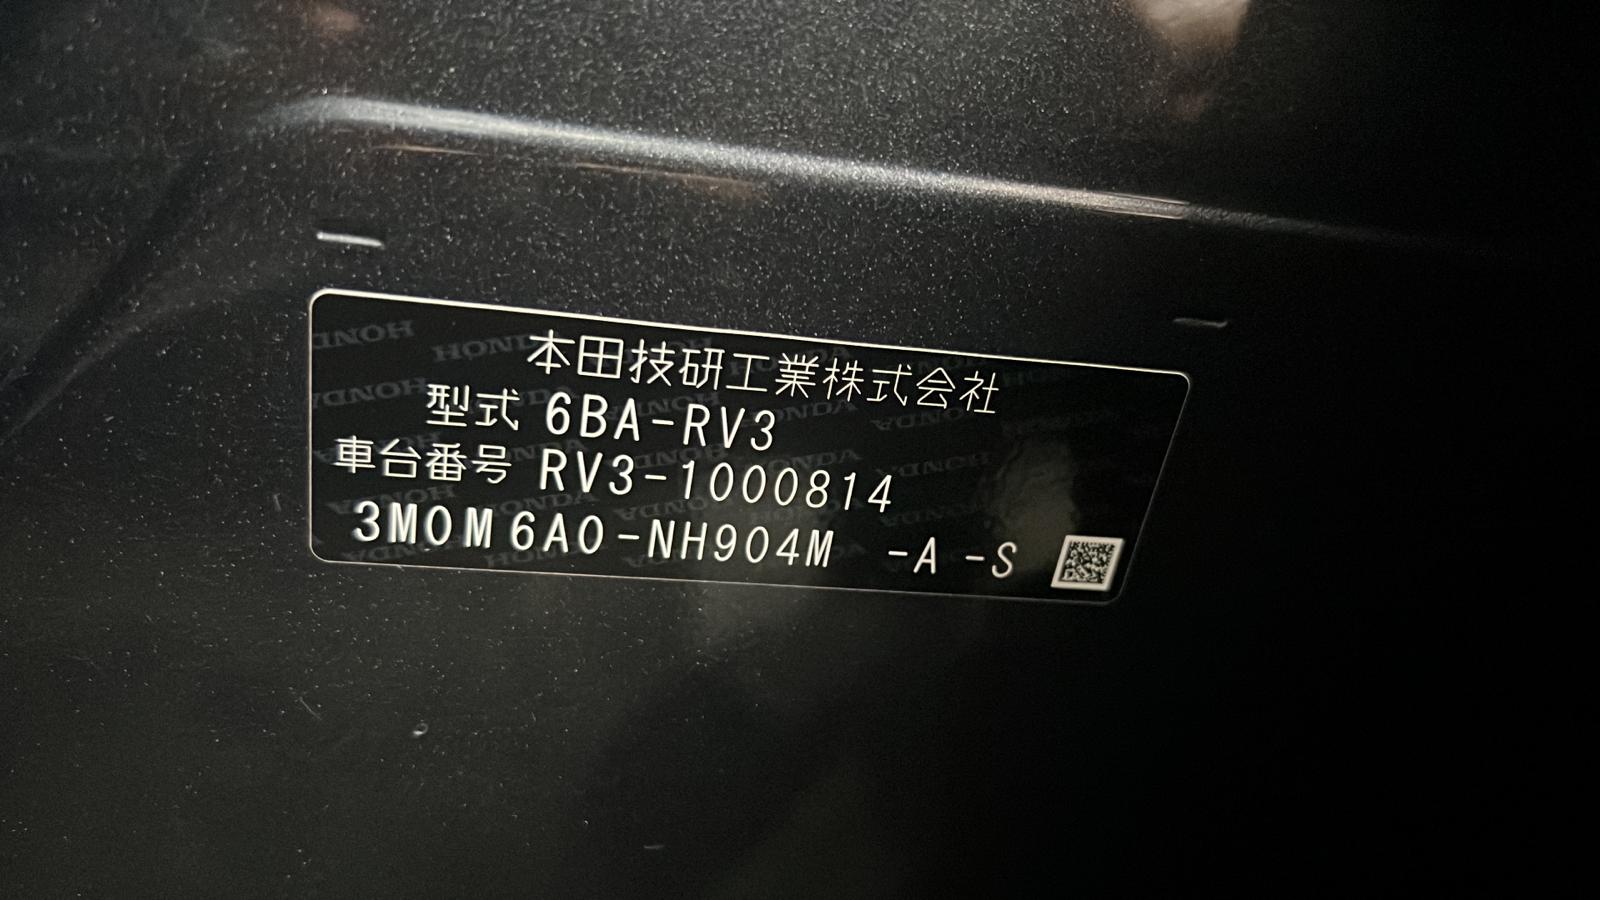 本田技研工業株式会社
型式 6BA-RV3
車台番号 RV3-1000814
3M0M6A0-NH904M -A -S